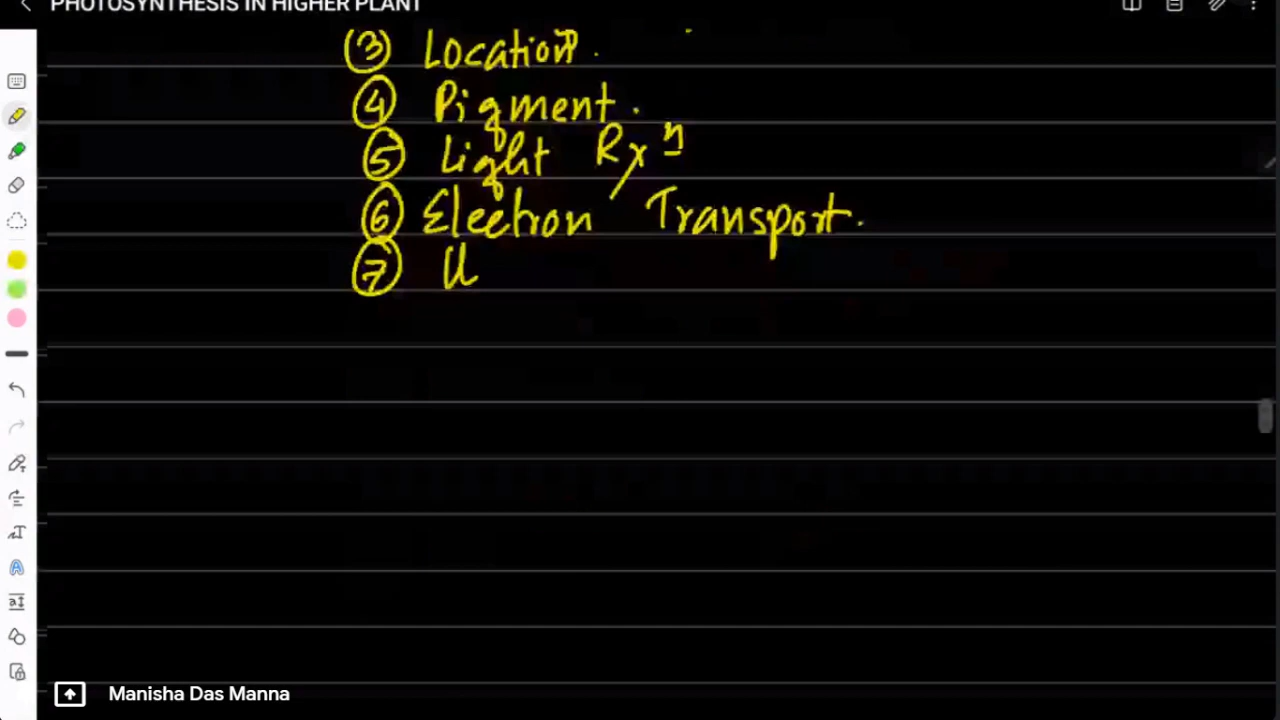 PHOTOSYNTHESIS IN HIGHER PLANT
③ Location.
④ Pigment.
⑤ Light Rxⁿ
⑥ Electron Transport.
⑦ U
Manisha Das Manna